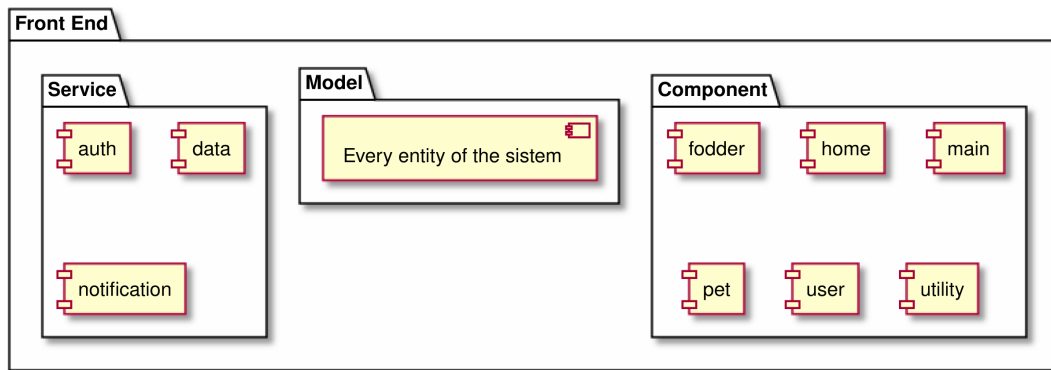 Front End
Service
auth
data
notification
Model
Every entity of the sistem
Component
fodder
home
main
pet
user
utility